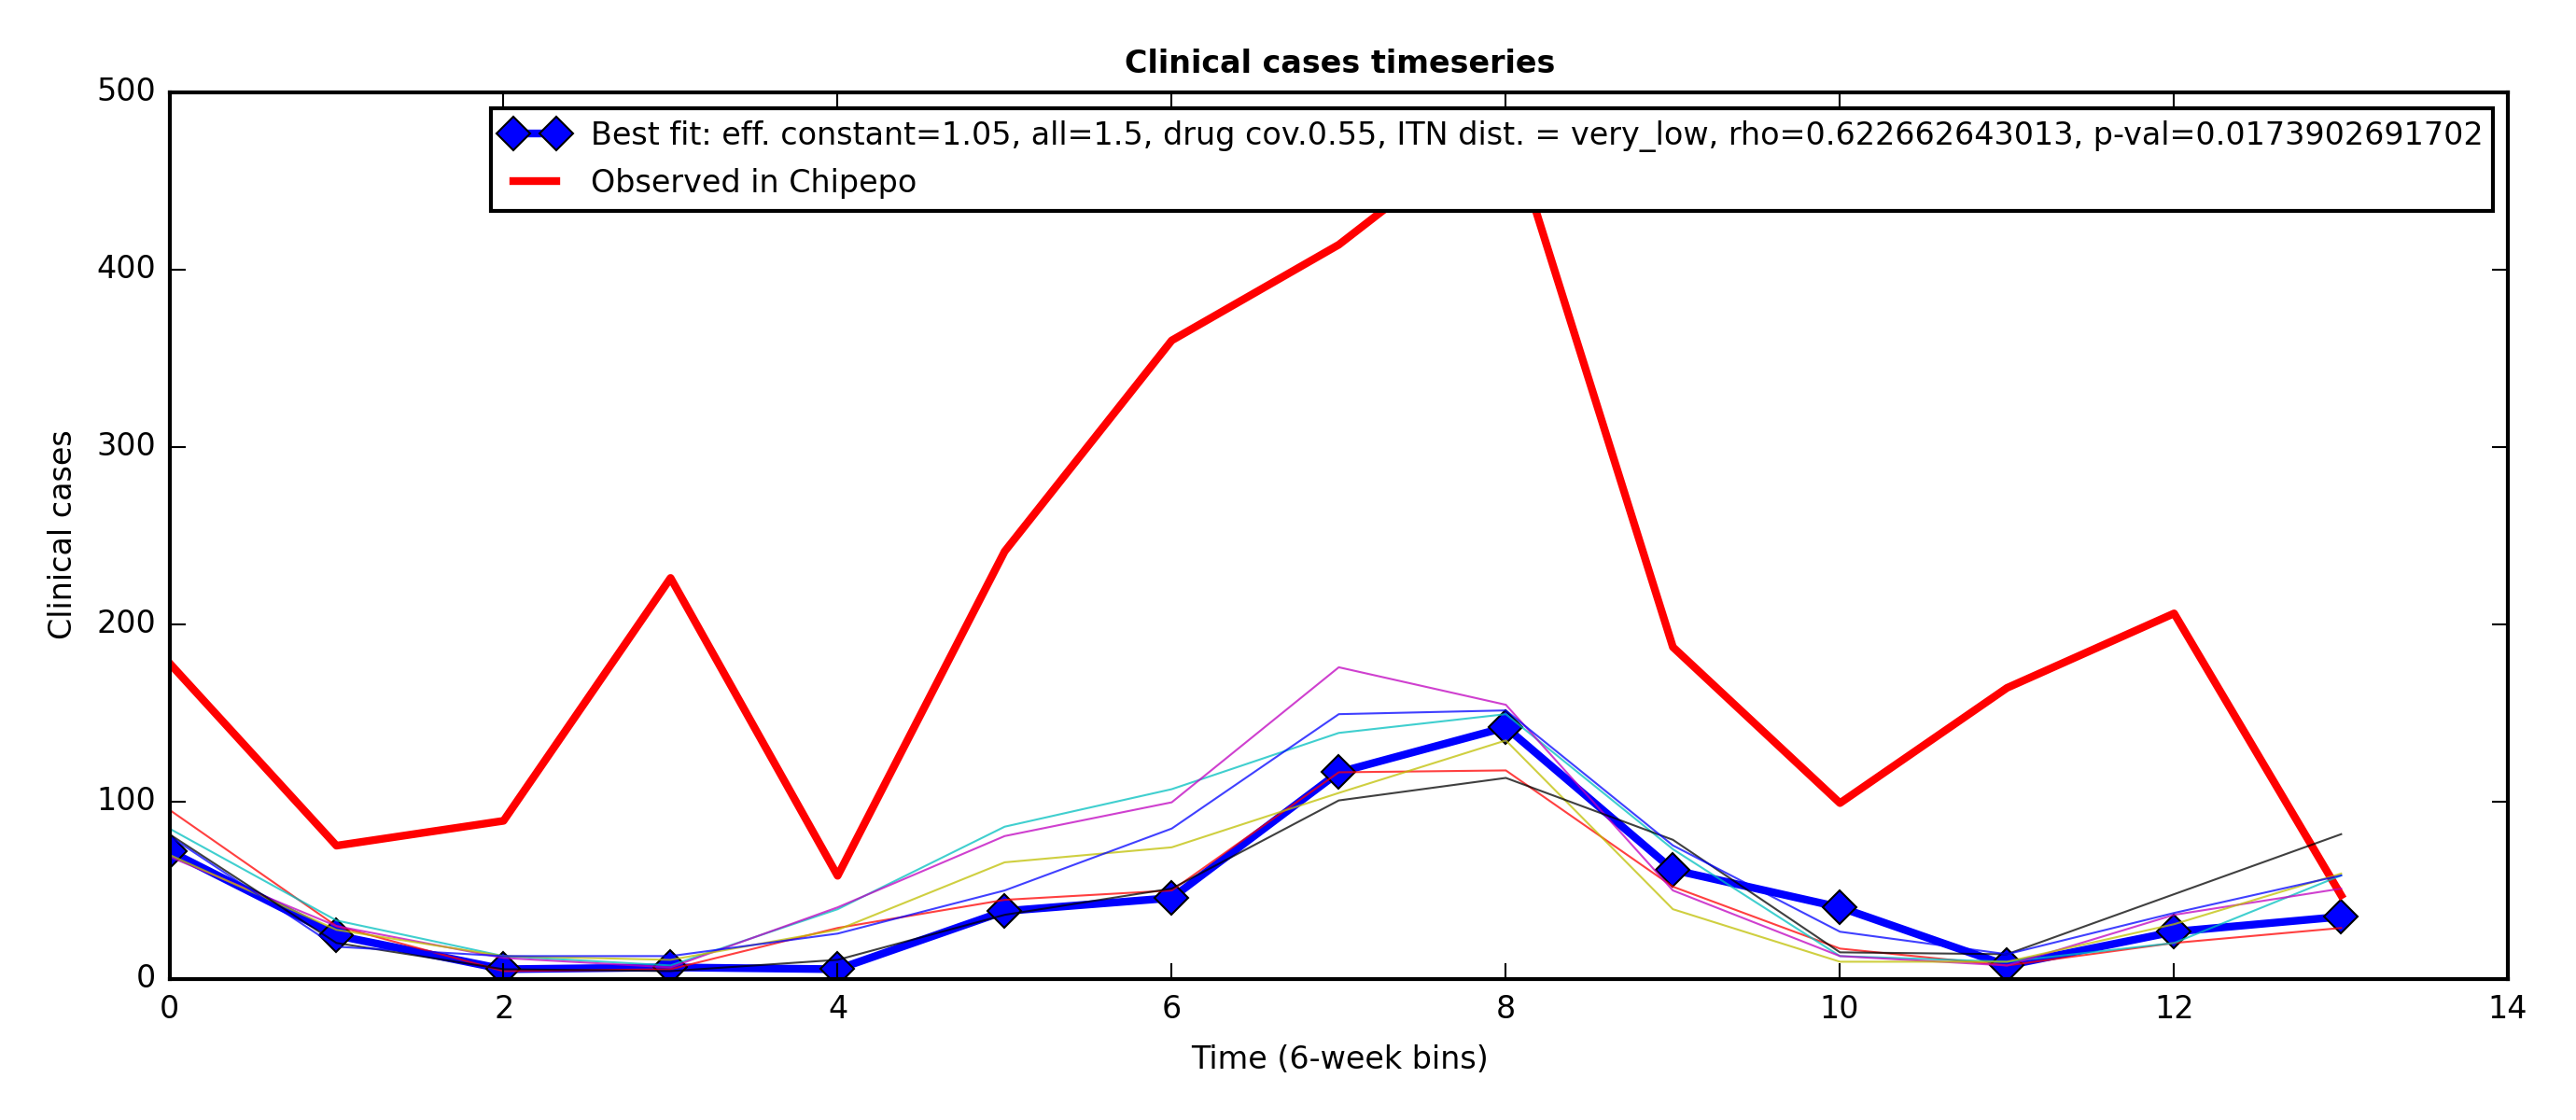 Clinical cases timeseries
Best fit: eff. constant=1.05, all=1.5, drug cov.0.55, ITN dist. = very_low, rho=0.622662643013, p-val=0.0173902691702
Observed in Chipepo
500
400
300
200
100
0
Clinical cases
0 2 4 6 8 10 12 14
Time (6-week bins)